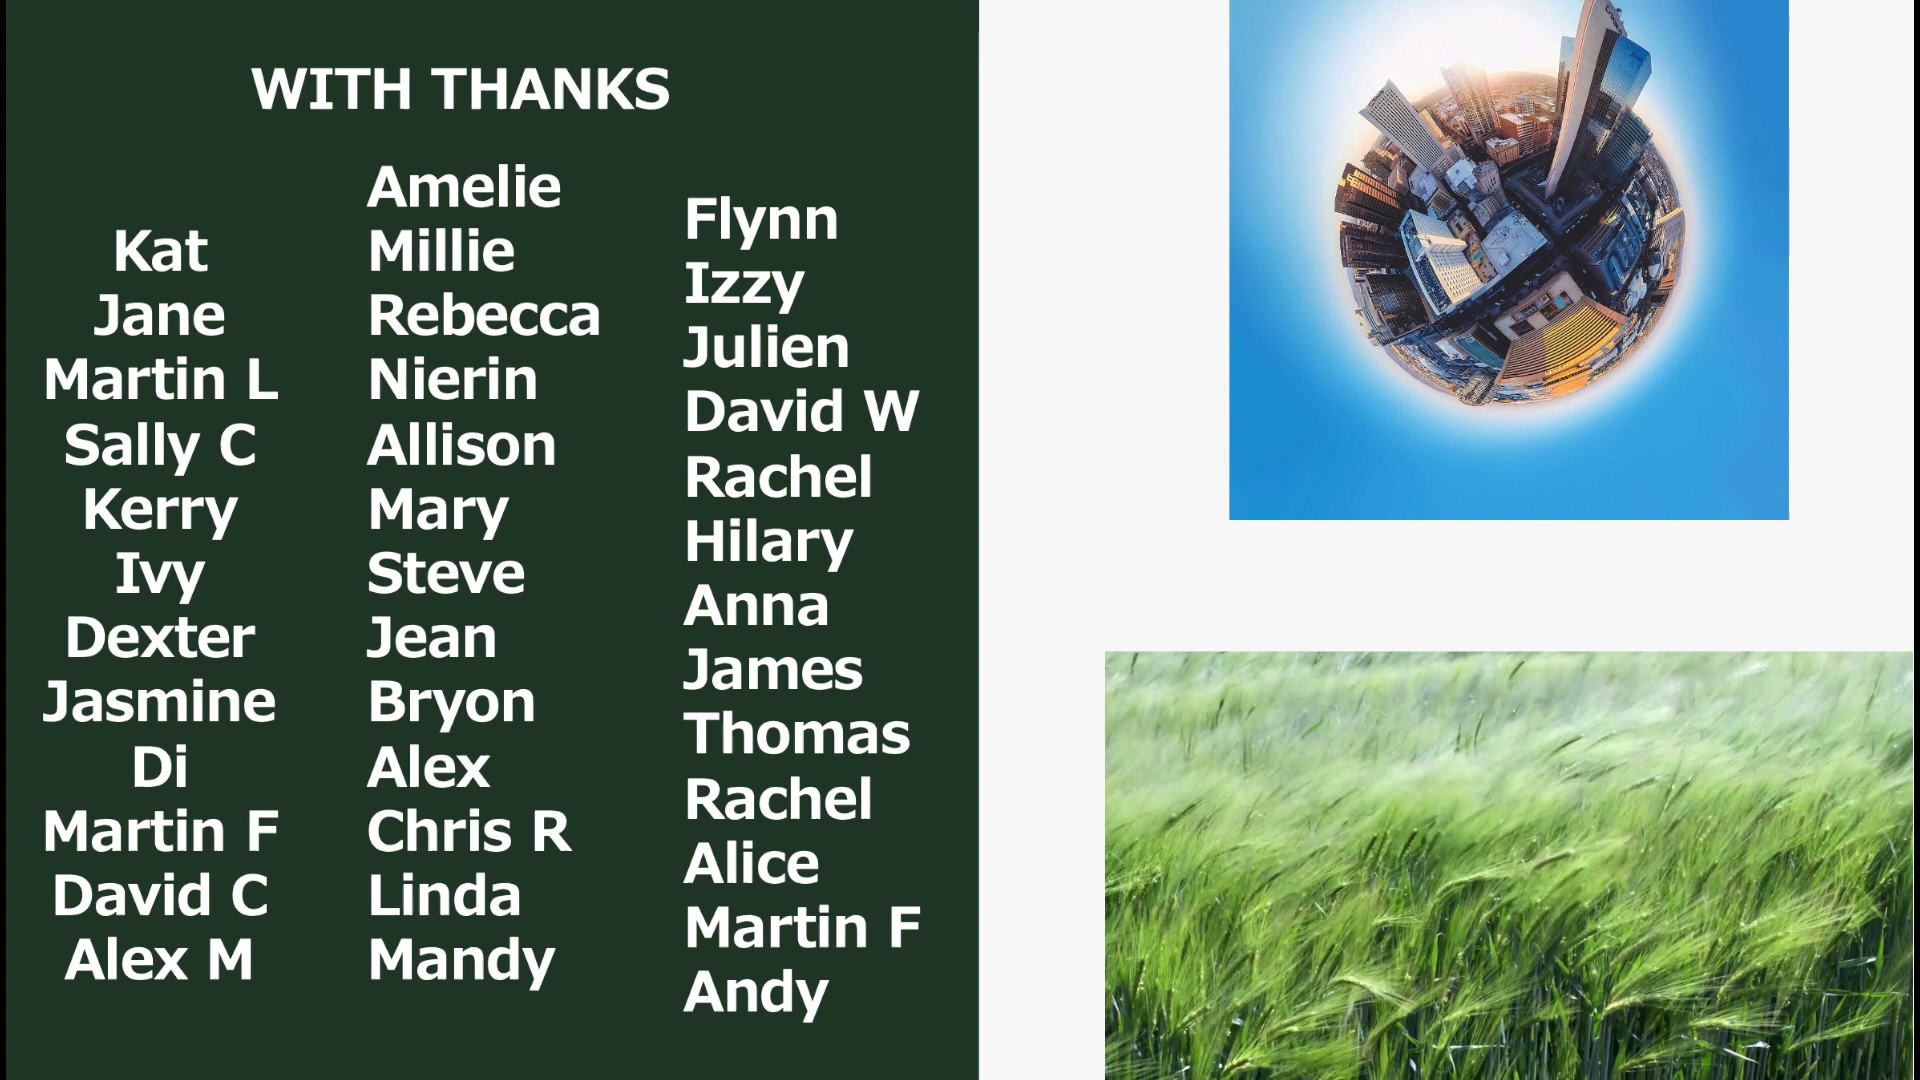 WITH THANKS
Kat
Jane
Martin L
Sally C
Kerry
Ivy
Dexter
Jasmine
Di
Martin F
David C
Alex M
Amelie
Millie
Rebecca
Nierin
Allison
Mary
Steve
Jean
Bryon
Alex
Chris R
Linda
Mandy
Flynn
Izzy
Julien
David W
Rachel
Hilary
Anna
James
Thomas
Rachel
Alice
Martin F
Andy